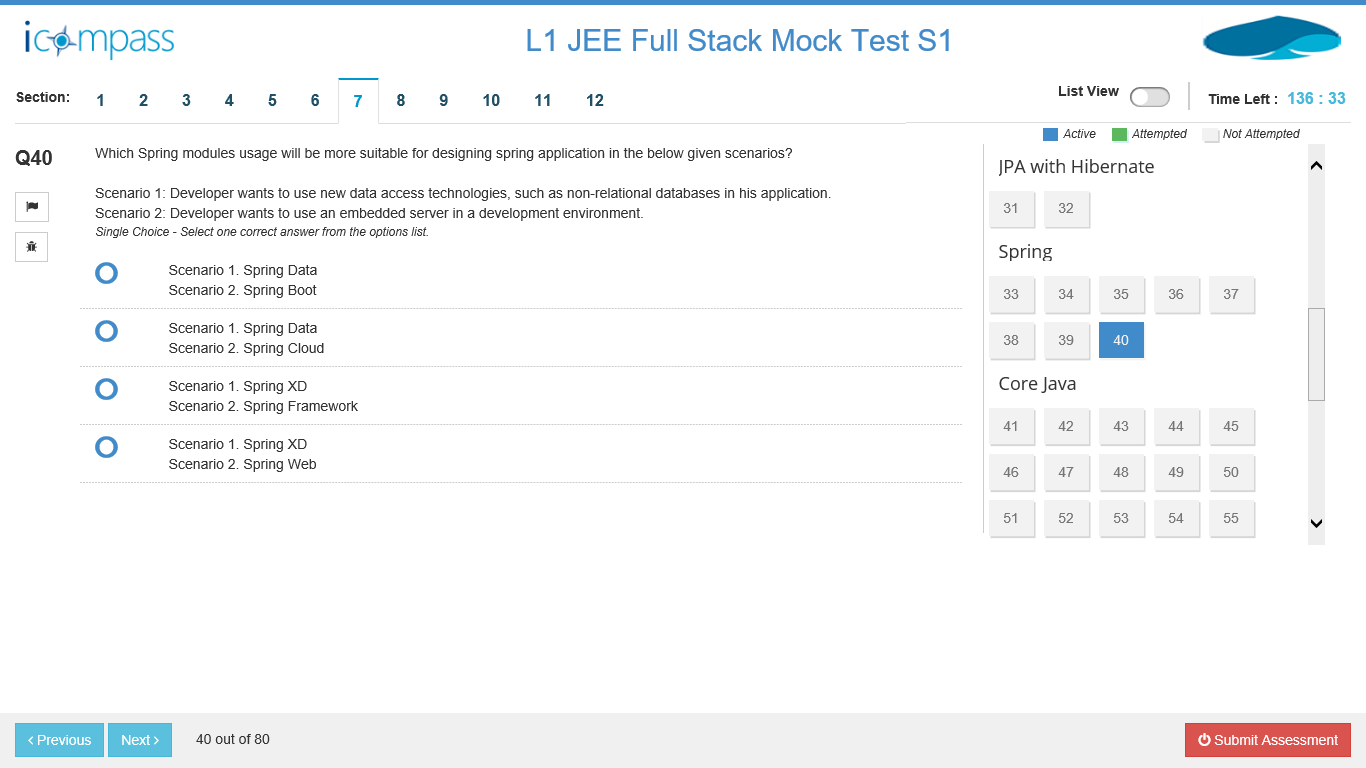 icompass
L1 JEE Full Stack Mock Test S1
Section: 1 2 3 4 5 6 7 8 9 10 11 12
List View
Time Left : 136 : 33
Active Attempted Not Attempted
Q40
Which Spring modules usage will be more suitable for designing spring application in the below given scenarios?
Scenario 1: Developer wants to use new data access technologies, such as non-relational databases in his application.
Scenario 2: Developer wants to use an embedded server in a development environment.
Single Choice - Select one correct answer from the options list.
Scenario 1. Spring Data
Scenario 2. Spring Boot
Scenario 1. Spring Data
Scenario 2. Spring Cloud
Scenario 1. Spring XD
Scenario 2. Spring Framework
Scenario 1. Spring XD
Scenario 2. Spring Web
JPA with Hibernate
31 32
Spring
33 34 35 36 37
38 39 40
Core Java
41 42 43 44 45
46 47 48 49 50
51 52 53 54 55
< Previous
Next >
40 out of 80
Submit Assessment